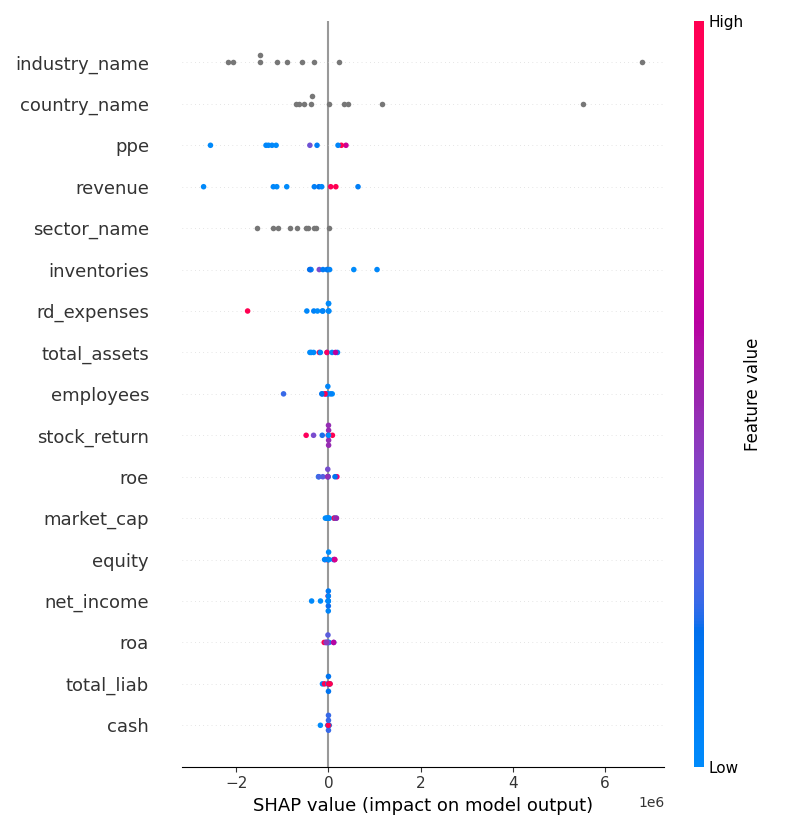 High
industry_name
country_name
ppe
revenue
sector_name
inventories
rd_expenses
total_assets
employees
stock_return
roe
market_cap
equity
net_income
roa
total_liab
cash
Feature value
Low
−2 0 2 4 6
1e6
SHAP value (impact on model output)